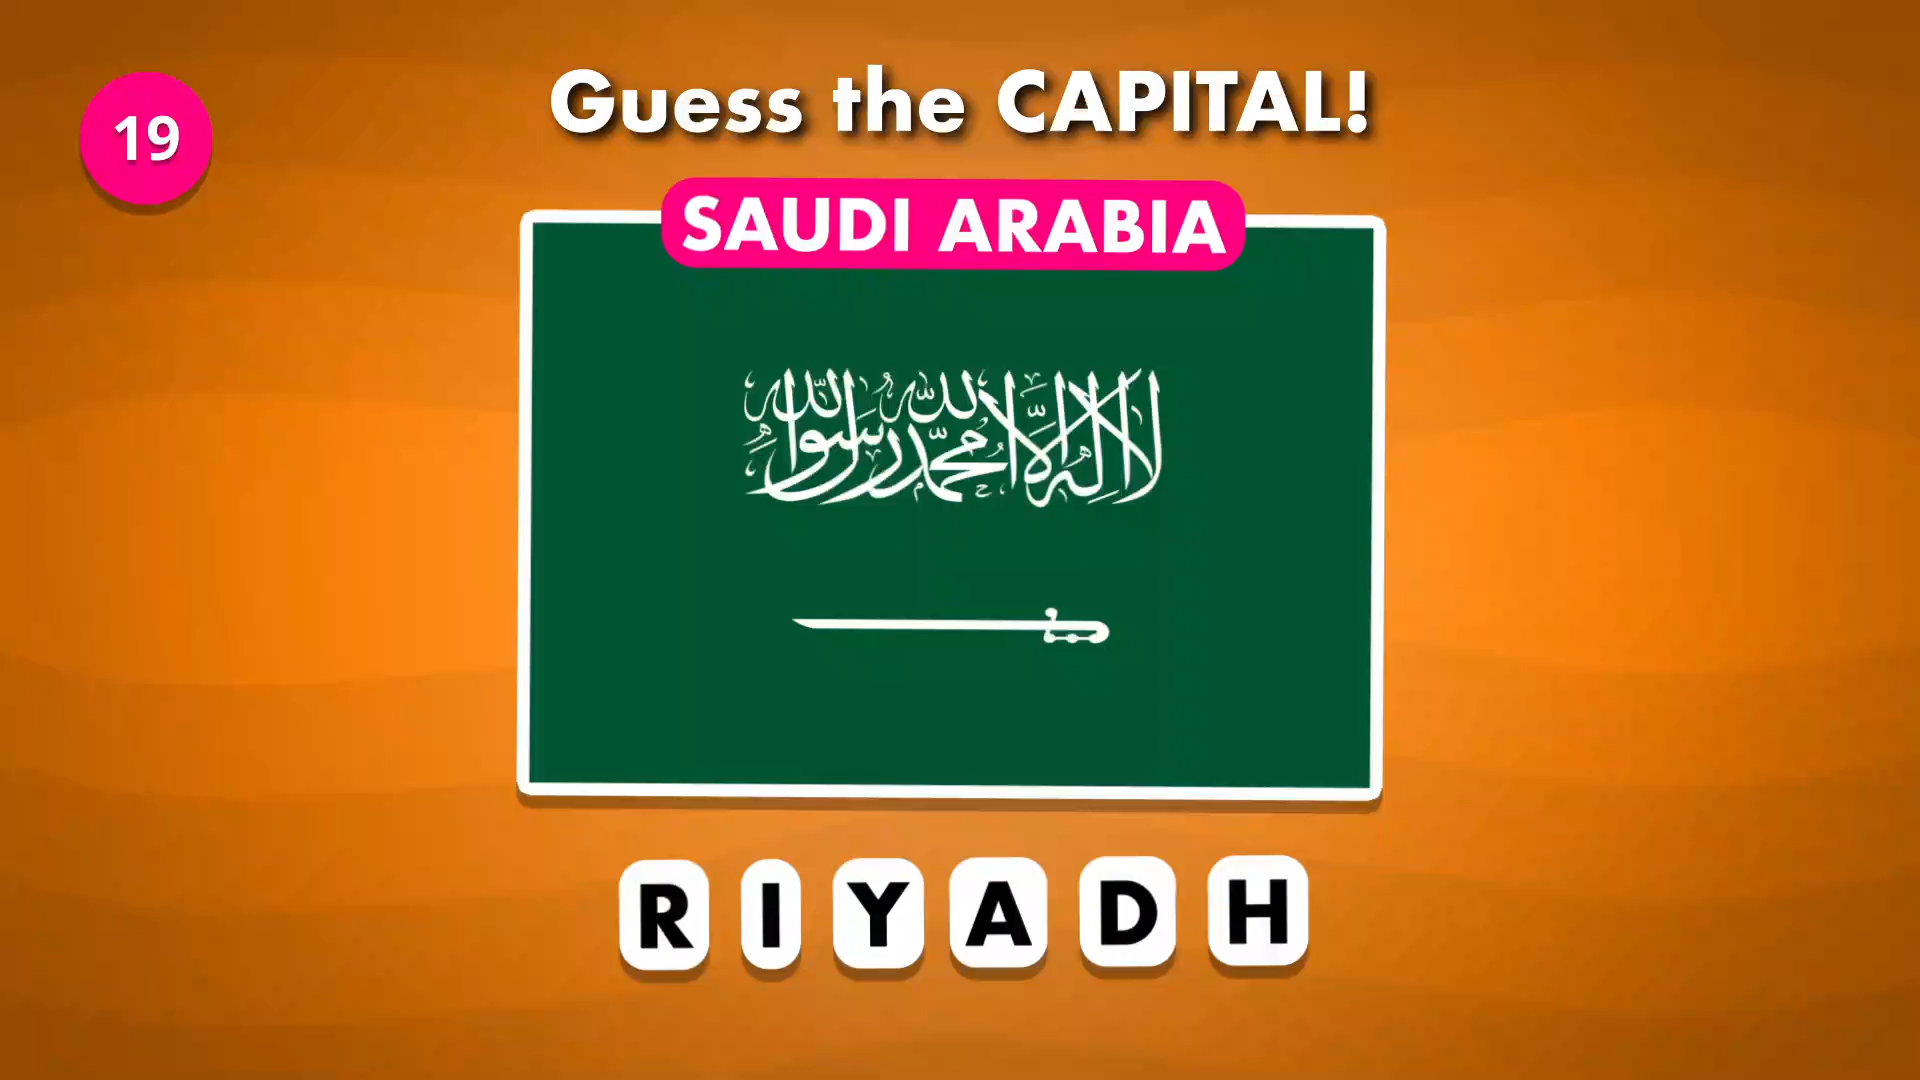 19
Guess the CAPITAL!
SAUDI ARABIA
لا إله إلا الله محمد رسول الله
RIYADH